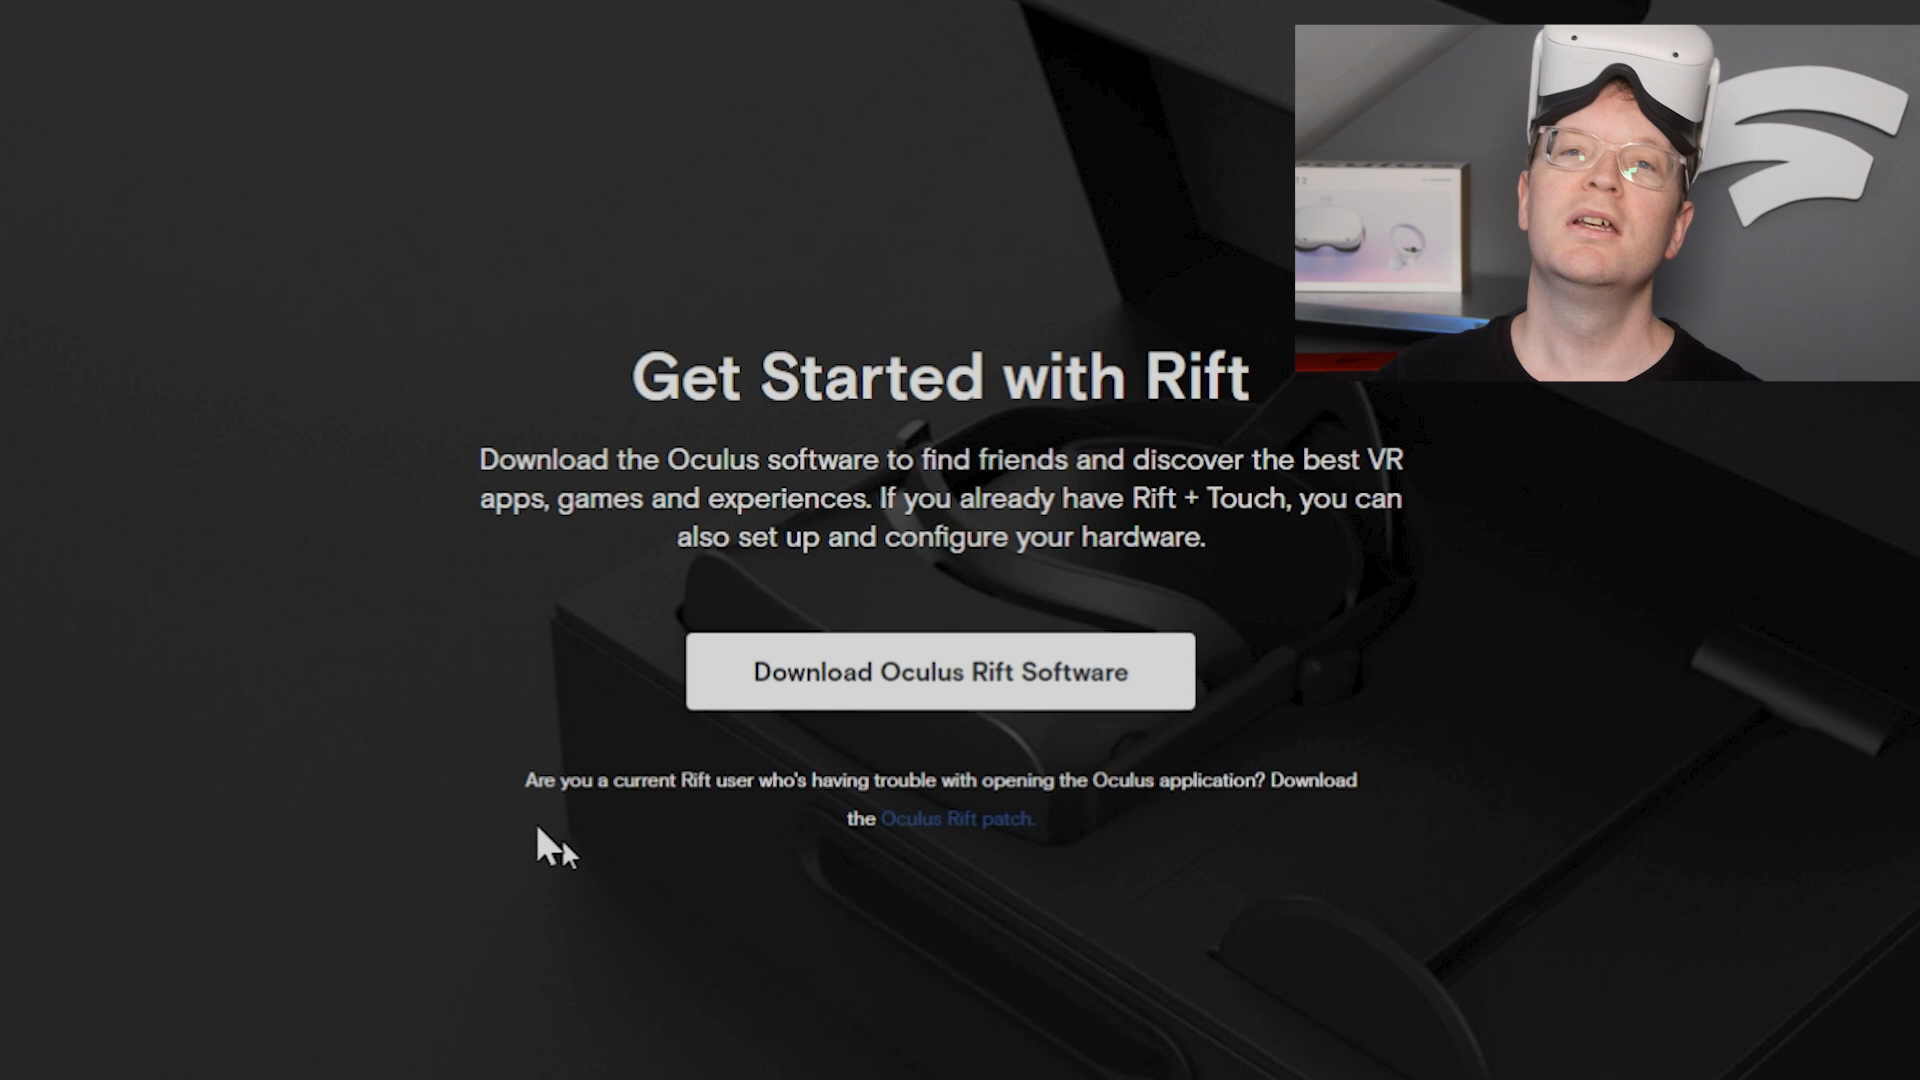 Get Started with Rift
Download the Oculus software to find friends and discover the best VR
apps, games and experiences. If you already have Rift + Touch, you can
also set up and configure your hardware.
Download Oculus Rift Software
Are you a current Rift user who's having trouble with opening the Oculus application? Download
the Oculus Rift patch.